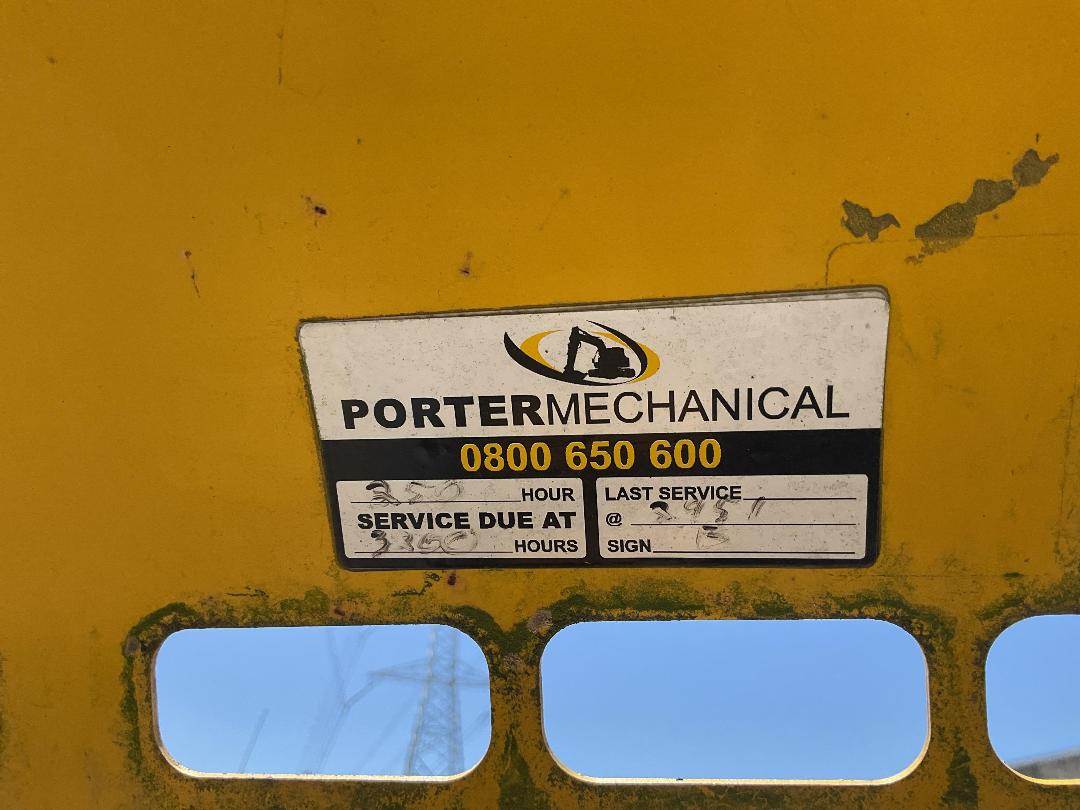 PORTERMECHANICAL
0800 650 600
HOUR
SERVICE DUE AT
HOURS
LAST SERVICE
@
SIGN